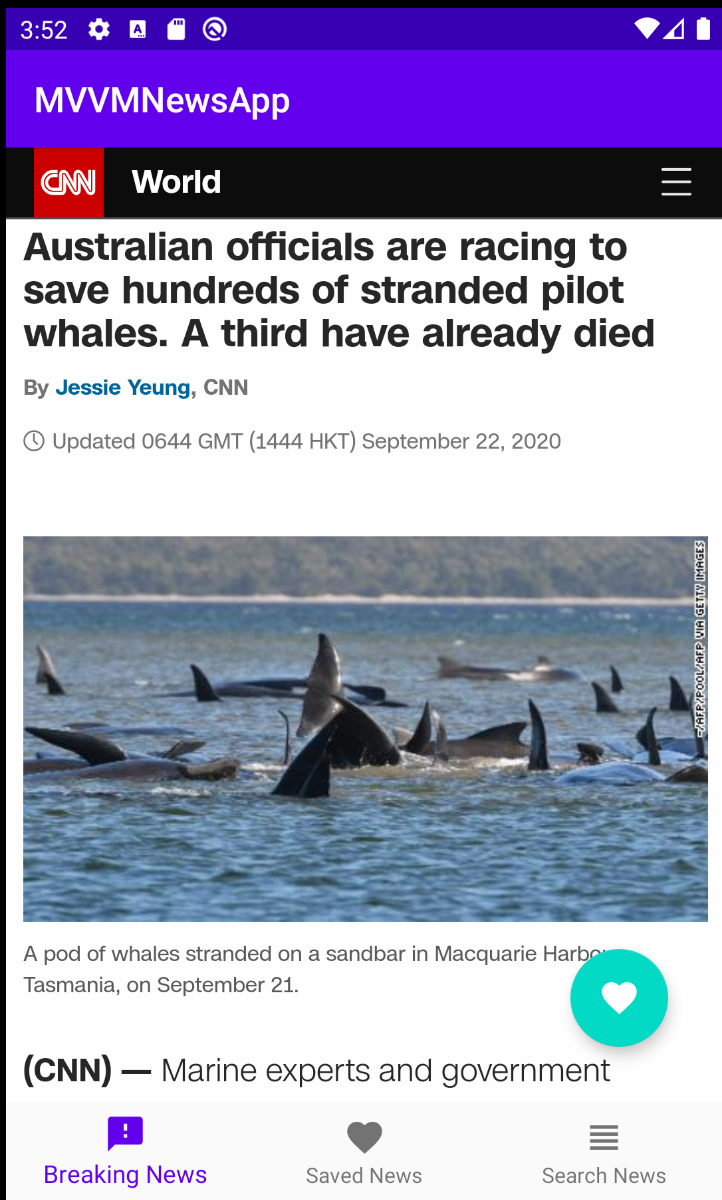 3:52
MVVMNewsApp
CNN World
Australian officials are racing to
save hundreds of stranded pilot
whales. A third have already died
By Jessie Yeung, CNN
Updated 0644 GMT (1444 HKT) September 22, 2020
-/AFP/POOL/AFP VIA GETTY IMAGES
A pod of whales stranded on a sandbar in Macquarie
Tasmania, on September 21.
(CNN) — Marine experts and government
Breaking News
Saved News
Search News